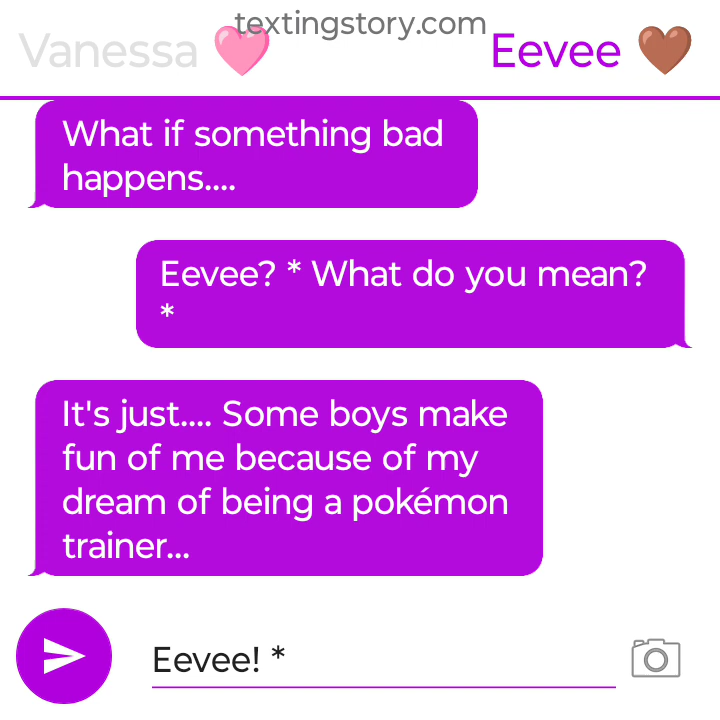 textingstory.com
Vanessa 🩷 Eevee 🤎
What if something bad
happens....
Eevee? * What do you mean?
*
It's just.... Some boys make
fun of me because of my
dream of being a pokémon
trainer...
Eevee! *